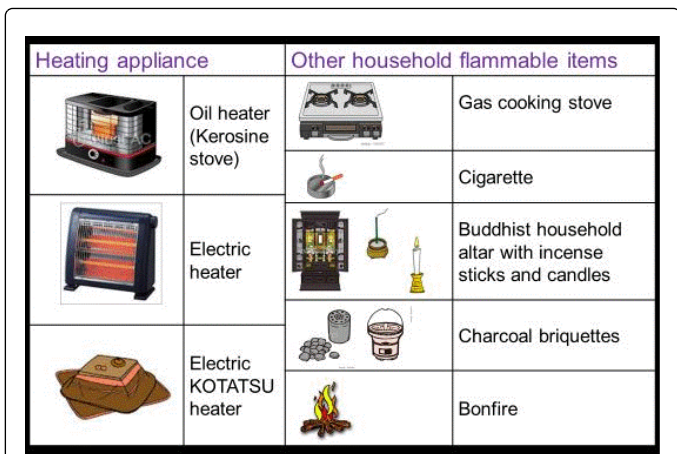 Heating appliance
Other household flammable items
Oil heater
(Kerosine
stove)
Electric
heater
Electric
KOTATSU
heater
Gas cooking stove
Cigarette
Buddhist household
altar with incense
sticks and candles
Charcoal briquettes
Bonfire